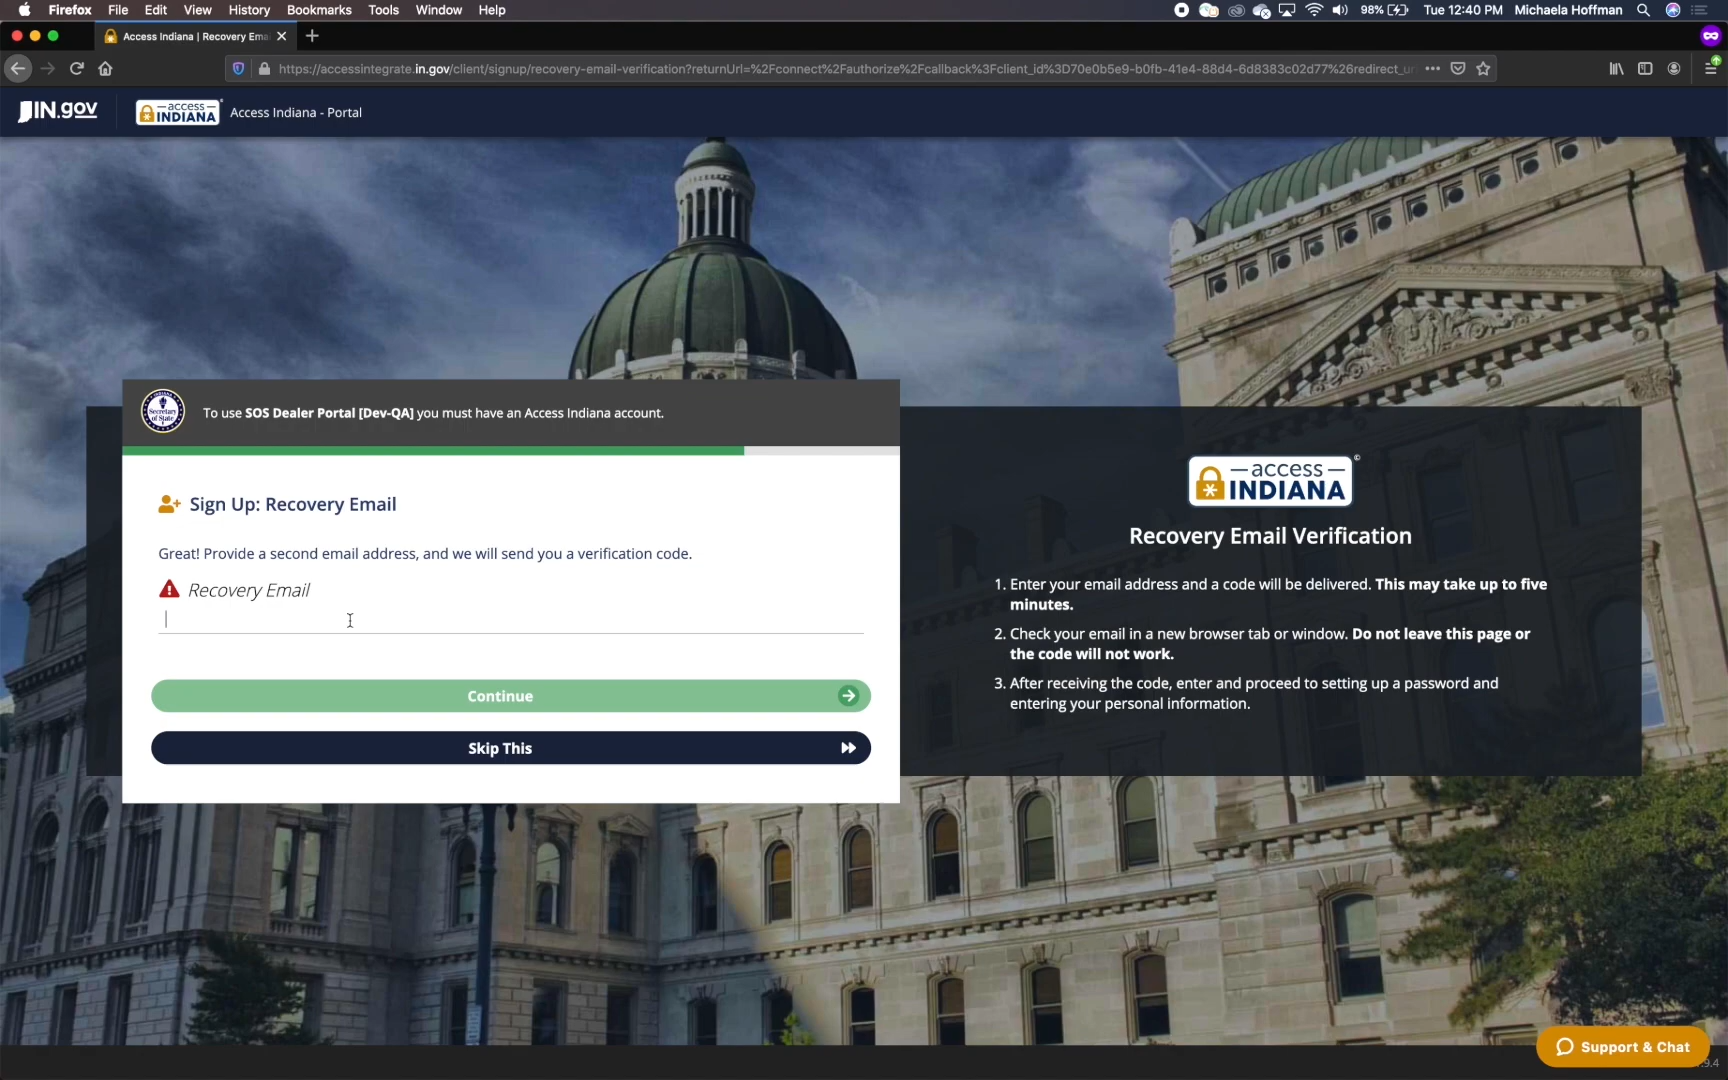 Firefox File Edit View History Bookmarks Tools Window Help 98% Tue 12:40 PM Michaela Hoffman
Access Indiana | Recovery Ema
https://accessintegrate.in.gov/client/signup/recovery-email-verification?returnUrl=%2Fconnect%2Fauthorize%2Fcallback%3Fclient_id%3D70e0b5e9-b0fb-41e4-88d4-6d8383c02d77%26redirect_u
IN.gov access INDIANA Access Indiana - Portal
Secretary of State
To use SOS Dealer Portal [Dev-QA] you must have an Access Indiana account.
Sign Up: Recovery Email
Great! Provide a second email address, and we will send you a verification code.
Recovery Email
Continue
Skip This
access
INDIANA
Recovery Email Verification
1. Enter your email address and a code will be delivered. This may take up to five
minutes.
2. Check your email in a new browser tab or window. Do not leave this page or
the code will not work.
3. After receiving the code, enter and proceed to setting up a password and
entering your personal information.
Support & Chat
.9.4